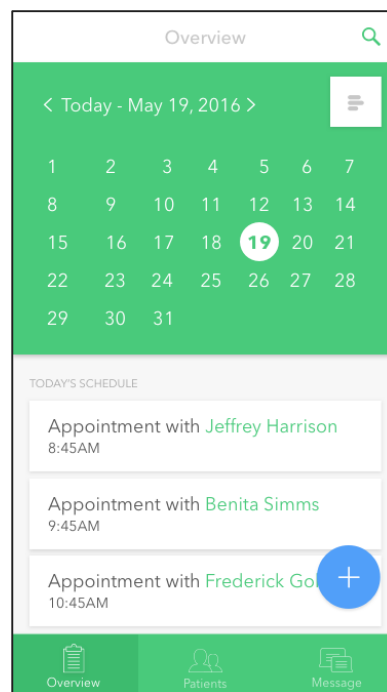 Overview
< Today - May 19, 2016 >
1 2 3 4 5 6 7
8 9 10 11 12 13 14
15 16 17 18 19 20 21
22 23 24 25 26 27 28
29 30 31
TODAY'S SCHEDULE
Appointment with Jeffrey Harrison
8:45AM
Appointment with Benita Simms
9:45AM
Appointment with Frederick
10:45AM
Overview Patients Message